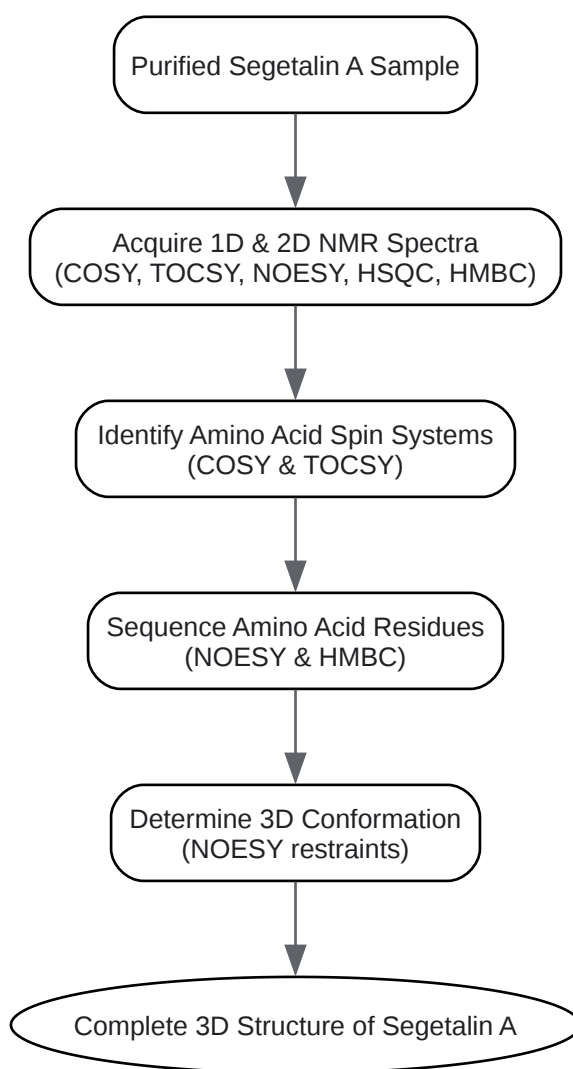 Purified Segetalin A Sample
Acquire 1D & 2D NMR Spectra
(COSY, TOCSY, NOESY, HSQC, HMBC)
Identify Amino Acid Spin Systems
(COSY & TOCSY)
Sequence Amino Acid Residues
(NOESY & HMBC)
Determine 3D Conformation
(NOESY restraints)
Complete 3D Structure of Segetalin A